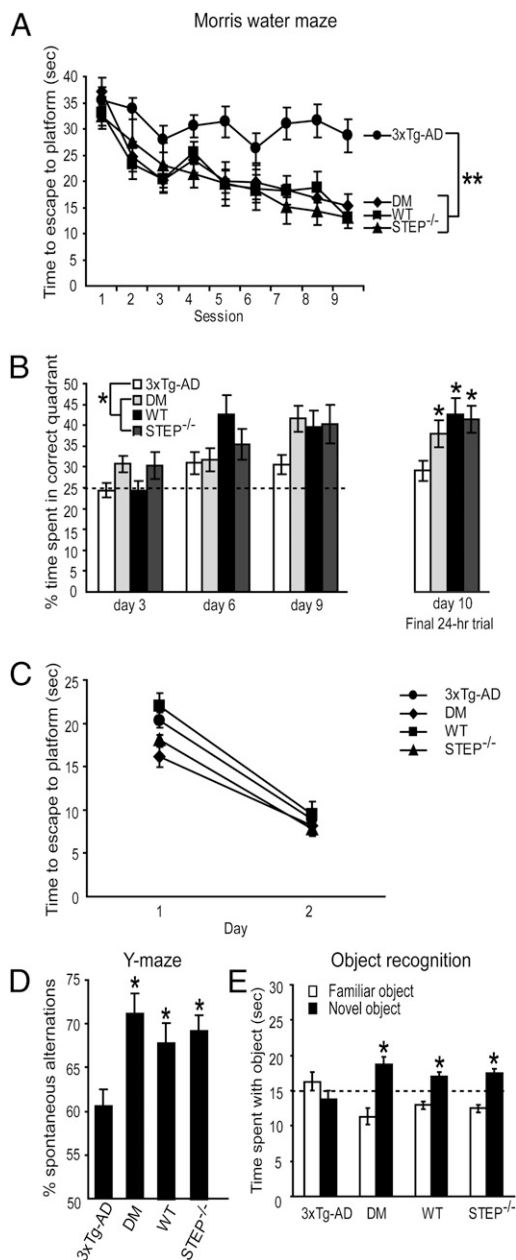 A
Morris water maze
Time to escape to platform (sec)
40
35
30
25
20
15
10
5
0
1 2 3 4 5 6 7 8 9
Session
3xTg-AD
**
DM
WT
STEP-/-
B
% time spent in correct quadrant
50
45
40
35
30
25
20
15
10
5
0
*
3xTg-AD
DM
WT
STEP-/-
* * *
day 3 day 6 day 9 day 10
Final 24-hr trial
C
Time to escape to platform (sec)
25
20
15
10
5
0
1 2
Day
3xTg-AD
DM
WT
STEP-/-
D
Y-maze
% spontaneous alternations
75
70
65
60
55
50
* * *
3xTg-AD DM WT STEP-/-
E
Object recognition
Time spent with object (sec)
30
20
15
10
5
0
Familiar object
Novel object
* * *
3xTg-AD DM WT STEP-/-